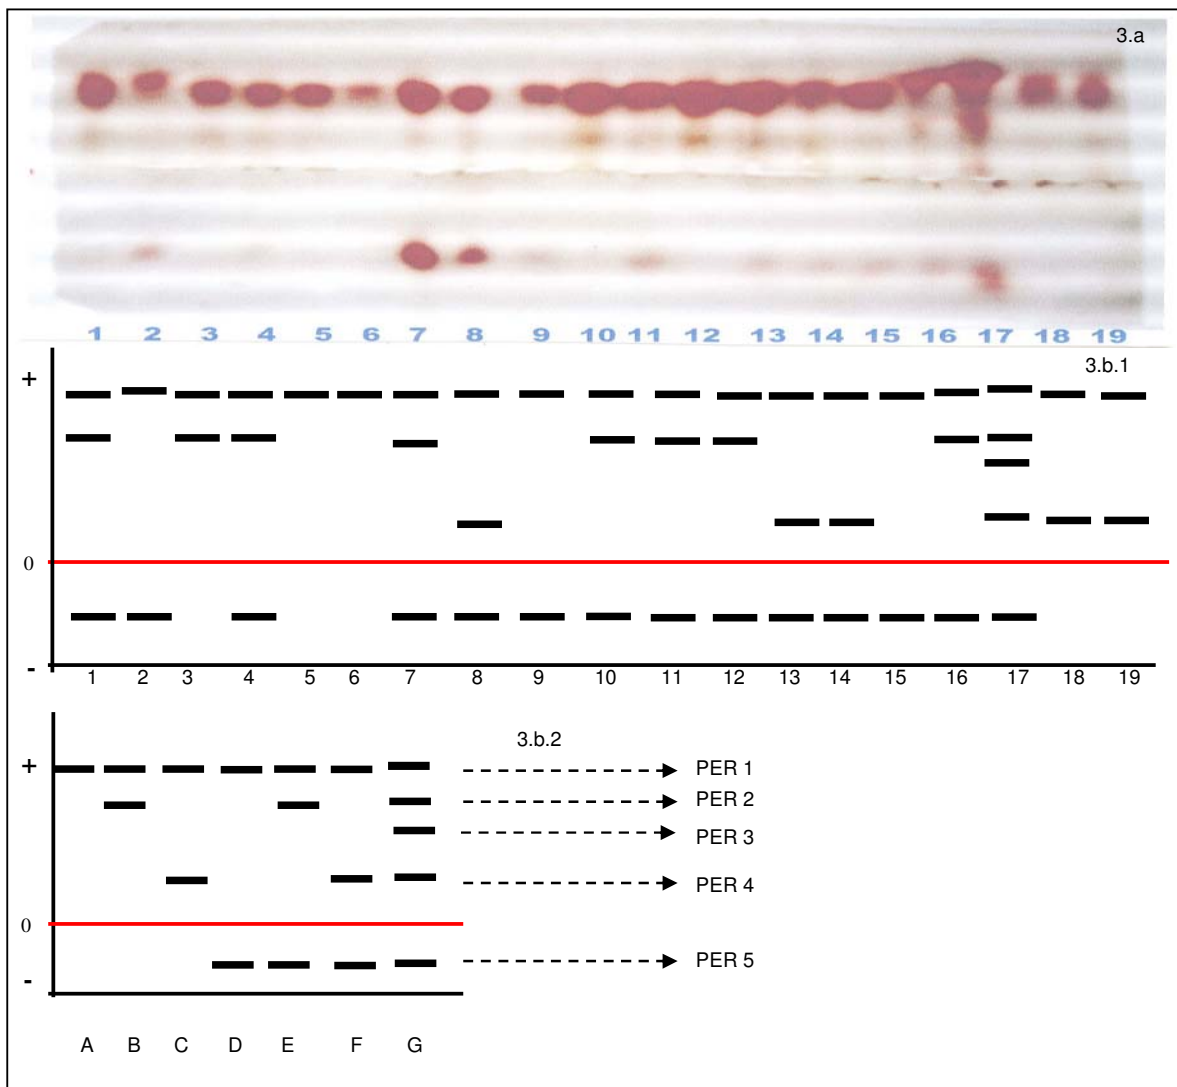 3.a
1 2 3 4 5 6 7 8 9 10 11 12 13 14 15 16 17 18 19
3.b.1
+
0
-
1 2 3 4 5 6 7 8 9 10 11 12 13 14 15 16 17 18 19
3.b.2
+
PER 1
PER 2
PER 3
PER 4
0
PER 5
-
A B C D E F G